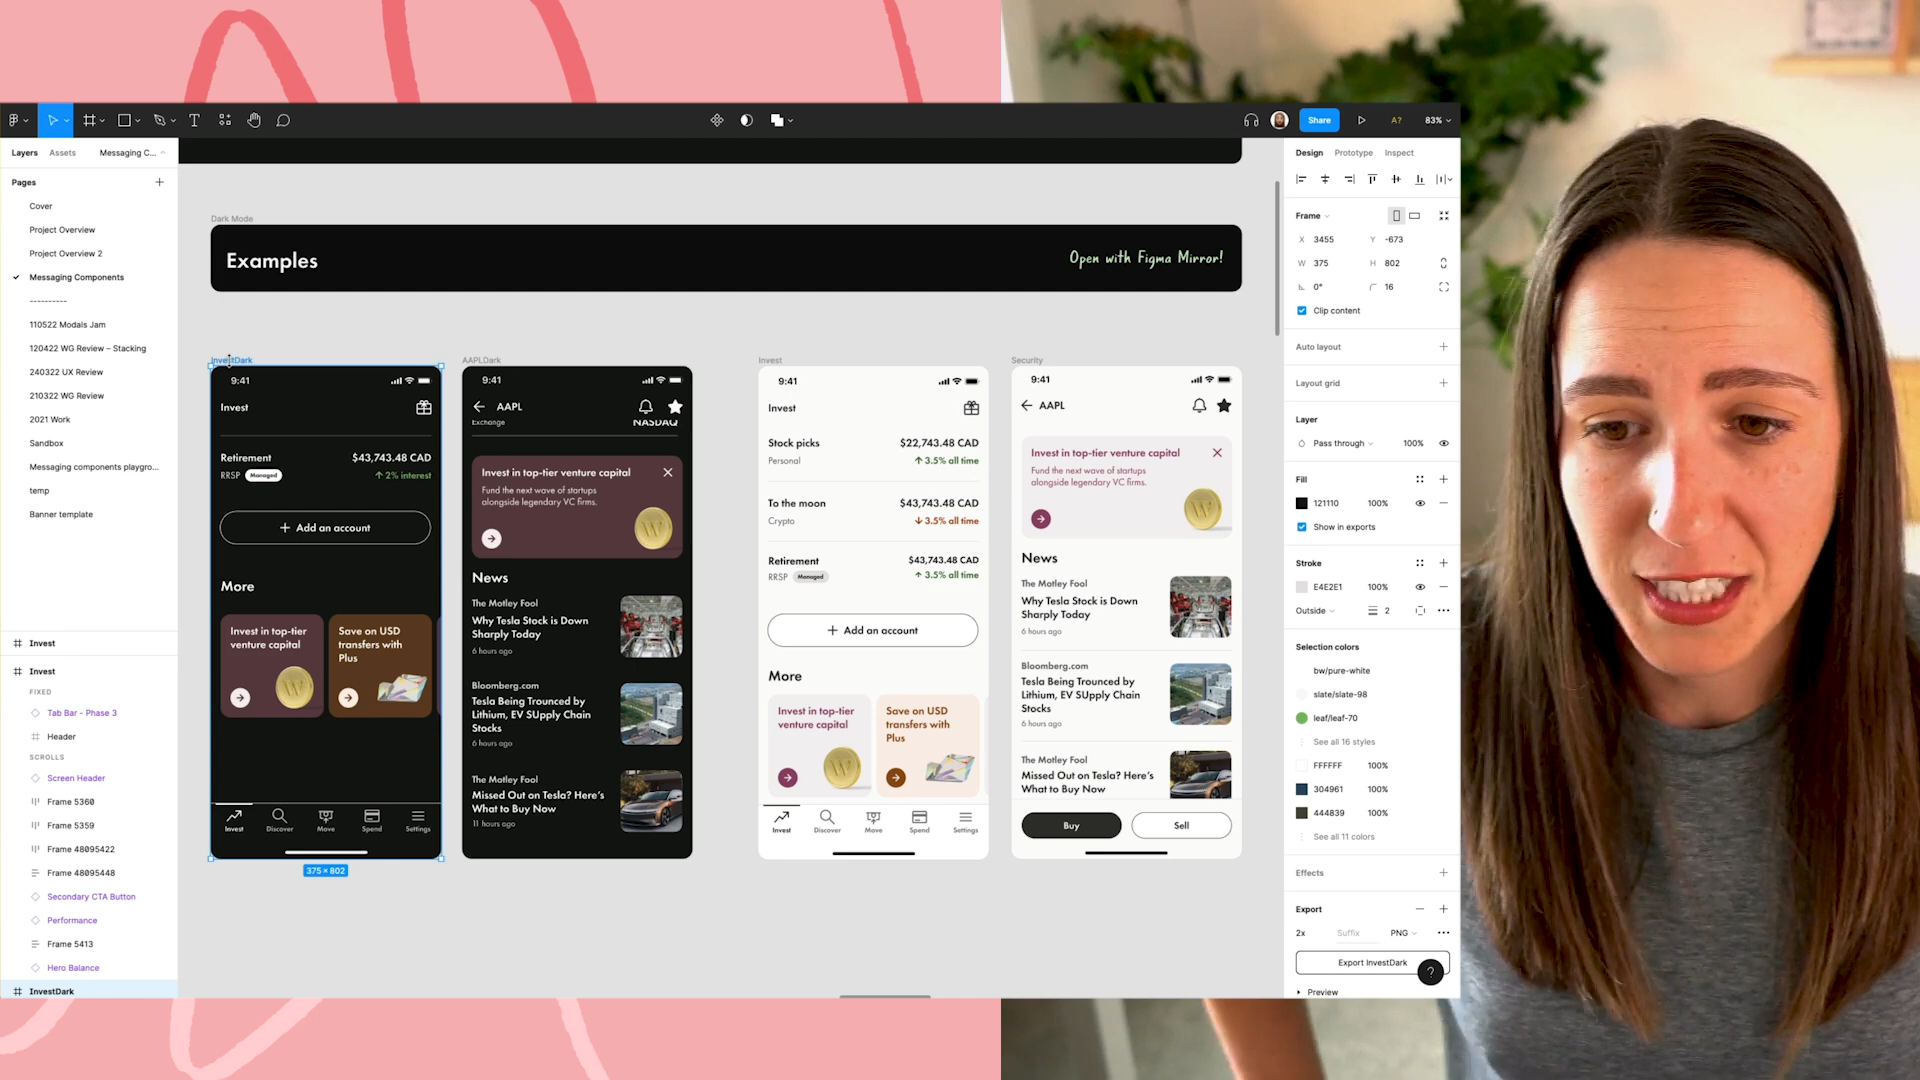 A?
Share
83%
Layers
Assets
Messaging C...
Pages
Cover
Project Overview
Project Overview 2
Messaging Components
----------
110522 Modals Jam
120422 WG Review – Stacking
240322 UX Review
210322 WG Review
2021 Work
Sandbox
Messaging components playgro...
temp
Banner template
Invest
Invest
FIXED
Tab Bar - Phase 3
Header
SCROLLS
Screen Header
Frame 5360
Frame 5359
Frame 48095422
Frame 48095448
Secondary CTA Button
Performance
Frame 5413
Hero Balance
InvestDark
Dark Mode
Examples
Open with Figma Mirror!
InvestDark
9:41
Invest
Retirement
$43,743.48 CAD
RRSP
Managed
2% interest
Add an account
More
Invest in top-tier
venture capital
Save on USD
transfers with
Plus
Invest
Discover
Move
Spend
Settings
375 × 802
AAPLDark
9:41
AAPL
Exchange
NASDAQ
Invest in top-tier venture capital
Fund the next wave of startups
alongside legendary VC firms.
W
News
The Motley Fool
Why Tesla Stock is Down
Sharply Today
6 hours ago
Bloomberg.com
Tesla Being Trounced by
Lithium, EV SUpply Chain
Stocks
6 hours ago
The Motley Fool
Missed Out on Tesla? Here's
What to Buy Now
11 hours ago
Invest
9:41
Invest
Stock picks
$22,743.48 CAD
Personal
3.5% all time
To the moon
$43,743.48 CAD
Crypto
3.5% all time
Retirement
$43,743.48 CAD
RRSP
Managed
3.5% all time
Add an account
More
Invest in top-tier
venture capital
Save on USD
transfers with
Plus
Invest
Discover
Move
Spend
Settings
Security
9:41
AAPL
Invest in top-tier venture capital
Fund the next wave of startups
alongside legendary VC firms.
News
The Motley Fool
Why Tesla Stock is Down
Sharply Today
6 hours ago
Bloomberg.com
Tesla Being Trounced by
Lithium, EV SUpply Chain
Stocks
6 hours ago
The Motley Fool
Missed Out on Tesla? Here's
What to Buy Now
Buy
Sell
Design
Prototype
Inspect
Frame
X 3455
Y -673
W 375
H 802
0°
16
Clip content
Auto layout
Layout grid
Layer
Pass through
100%
Fill
121110
100%
Show in exports
Stroke
E4E2E1
100%
Outside
2
Selection colors
bw/pure-white
slate/slate-98
leaf/leaf-70
See all 16 styles
FFFFFF
100%
304961
100%
444839
100%
See all 11 colors
Effects
Export
2x
Suffix
PNG
Export InvestDark
?
Preview